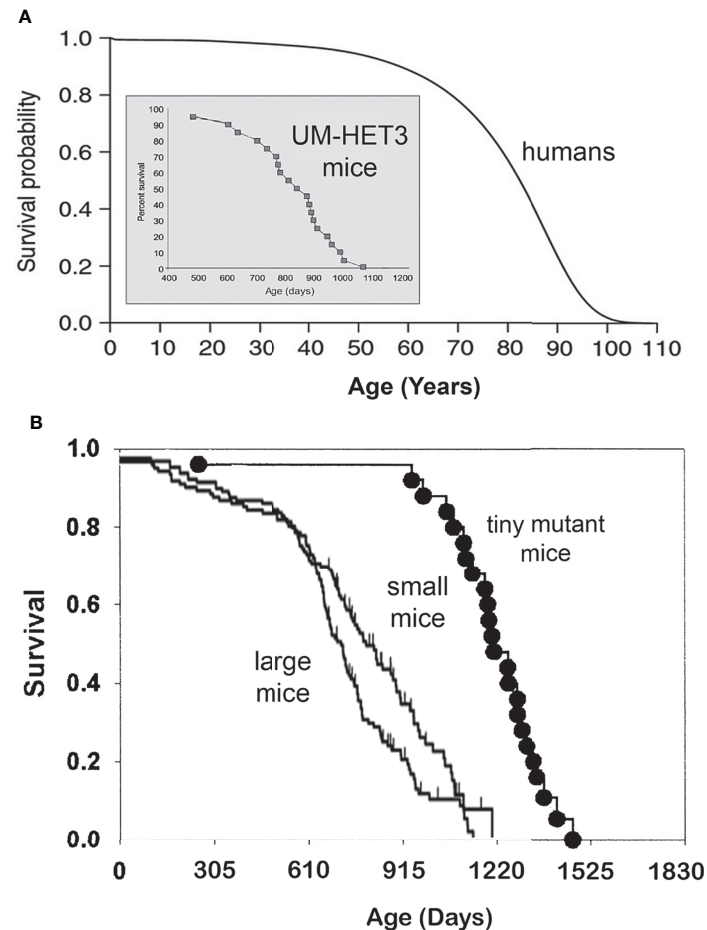 A
1.0
0.8
0.6
0.4
0.2
0.0
Survival probability
0 10 20 30 40 50 60 70 80 90 100 110
Age (Years)
humans
UM-HET3
mice
100
90
80
70
60
50
40
30
20
10
0
Percent survival
400 500 600 700 800 900 1000 1100 1200
Age (days)
B
1.0
0.8
0.6
0.4
0.2
0.0
Survival
tiny mutant
mice
small
mice
large
mice
0 305 610 915 1220 1525 1830
Age (Days)